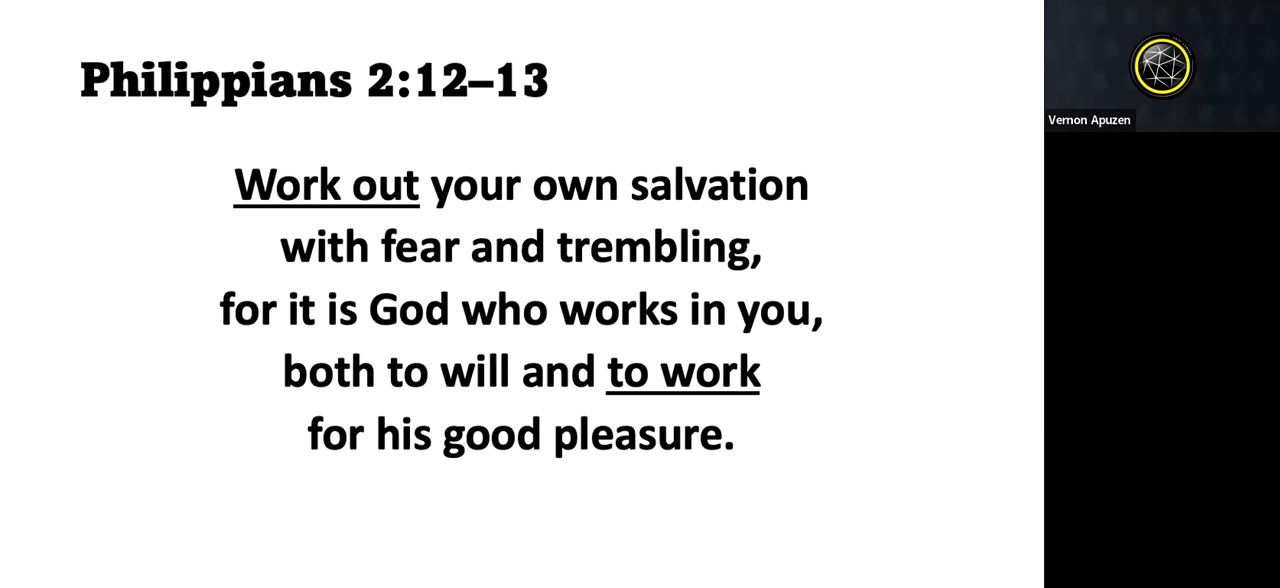 Philippians 2:12–13
Work out your own salvation
with fear and trembling,
for it is God who works in you,
both to will and to work
for his good pleasure.
Vernon Apuzen